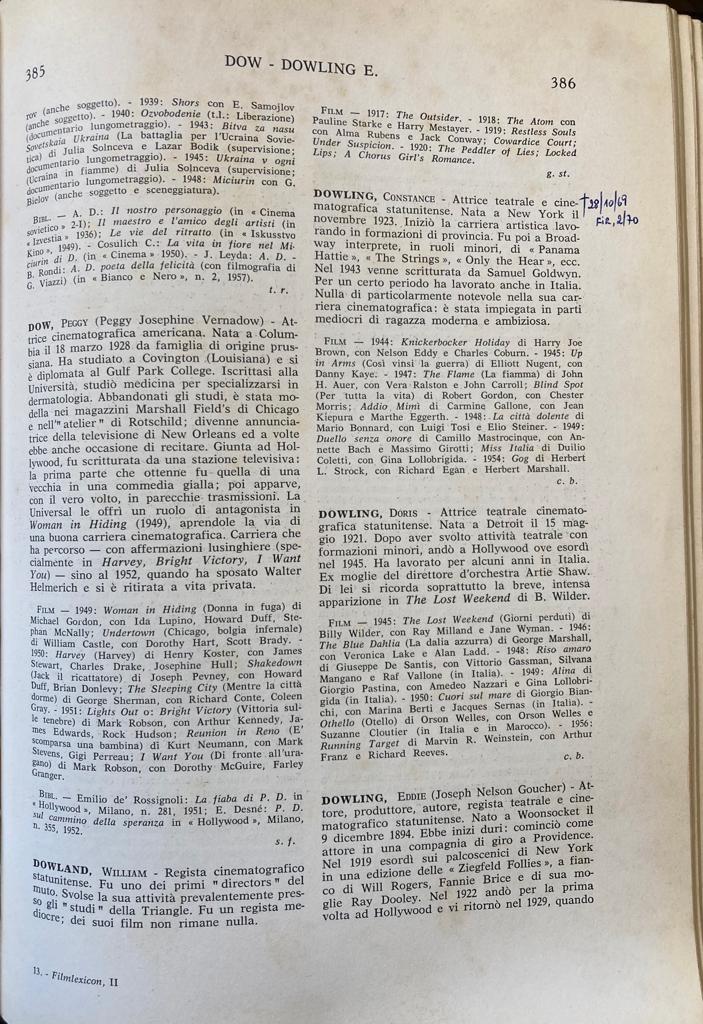 385
DOW - DOWLING E.
386
rov (anche soggetto). - 1939: Shors con E. Samojlov
(anche soggetto). - 1940: Ozvobodenie (t.l.: Liberazione)
(documentario lungometraggio). - 1943: Bitva za nasu
Sovetskaia Ukraina (La battaglia per l'Ucraina Sovie-
tica) di Julia Solnceva e Lazar Bodik (supervisione;
documentario lungometraggio). - 1945: Ukraina v ogni
(Ucraina in fiamme) di Julia Solnceva (supervisione;
documentario lungometraggio). - 1948: Miciurin con G.
Bielov (anche soggetto e sceneggiatura).
BIBL. — A. D.: Il nostro personaggio (in « Cinema
sovietico » 2-1); Il maestro e l'amico degli artisti (in
« Izvestia » 1936); Le vie del ritratto (in « Iskusstvo
Kino », 1949). - Cosulich C.: La vita in fiore nel Mi-
ciurin di D. (in « Cinema » 1950). - J. Leyda: A. D. -
B. Rondi: A. D. poeta della felicità (con filmografia di
G. Viazzi) (in « Bianco e Nero », n. 2, 1957).
t. r.
DOW, PEGGY (Peggy Josephine Vernadow) - At-
trice cinematografica americana. Nata a Colum-
bia il 18 marzo 1928 da famiglia di origine prus-
siana. Ha studiato a Covington (Louisiana) e si
è diplomata al Gulf Park College. Iscrittasi alla
Università, studiò medicina per specializzarsi in
dermatologia. Abbandonati gli studi, è stata mo-
della nei magazzini Marshall Field's di Chicago
e nell'" atelier " di Rotschild; divenne annuncia-
trice della televisione di New Orleans ed a volte
ebbe anche occasione di recitare. Giunta ad Hol-
lywood, fu scritturata da una stazione televisiva:
la prima parte che ottenne fu quella di una
vecchia in una commedia gialla; poi apparve,
con il vero volto, in parecchie trasmissioni. La
Universal le offrì un ruolo di antagonista in
Woman in Hiding (1949), aprendole la via di
una buona carriera cinematografica. Carriera che
ha percorso — con affermazioni lusinghiere (spe-
cialmente in Harvey, Bright Victory, I Want
You) — sino al 1952, quando ha sposato Walter
Helmerich e si è ritirata a vita privata.
FILM — 1949: Woman in Hiding (Donna in fuga) di
Michael Gordon, con Ida Lupino, Howard Duff, Ste-
phan McNally; Undertown (Chicago, bolgia infernale)
di William Castle, con Dorothy Hart, Scott Brady. -
1950: Harvey (Harvey) di Henry Koster, con James
Stewart, Charles Drake, Josephine Hull; Shakedown
(Jack il ricattatore) di Joseph Pevney, con Howard
Duff, Brian Donlevy; The Sleeping City (Mentre la città
dorme) di George Sherman, con Richard Conte, Coleen
Gray. - 1951: Lights Out o: Bright Victory (Vittoria sul-
le tenebre) di Mark Robson, con Arthur Kennedy, Ja-
mes Edwards, Rock Hudson; Reunion in Reno (E'
scomparsa una bambina) di Kurt Neumann, con Mark
Stevens, Gigi Perreau; I Want You (Di fronte all'ura-
gano) di Mark Robson, con Dorothy McGuire, Farley
Granger.
BIBL. — Emilio de' Rossignoli: La fiaba di P. D. in
« Hollywood », Milano, n. 281, 1951; E. Desné: P. D.
sul cammino della speranza in « Hollywood », Milano,
n. 355, 1952.
s. f.
DOWLAND, WILLIAM - Regista cinematografico
statunitense. Fu uno dei primi " directors " del
muto. Svolse la sua attività prevalentemente pres-
so gli " studi " della Triangle. Fu un regista me-
diocre; dei suoi film non rimane nulla.
13. - Filmlexicon, II
FILM — 1917: The Outsider. - 1918: The Atom con
Pauline Starke e Harry Mestayer. - 1919: Restless Souls
con Alma Rubens e Jack Conway; Cowardice Court;
Under Suspicion. - 1920: The Peddler of Lies; Locked
Lips; A Chorus Girl's Romance.
g. st.
DOWLING, CONSTANCE - Attrice teatrale e cine-
matografica statunitense. Nata a New York il
novembre 1923. Iniziò la carriera artistica lavo-
rando in formazioni di provincia. Fu poi a Broad-
way interprete, in ruoli minori, di « Panama
Hattie », « The Strings », « Only the Hear », ecc.
Nel 1943 venne scritturata da Samuel Goldwyn.
Per un certo periodo ha lavorato anche in Italia.
Nulla di particolarmente notevole nella sua car-
riera cinematografica: è stata impiegata in parti
mediocri di ragazza moderna e ambiziosa.
†28/10/69
Fir, 2/70
FILM — 1944: Knickerbocker Holiday di Harry Joe
Brown, con Nelson Eddy e Charles Coburn. - 1945: Up
in Arms (Così vinsi la guerra) di Elliott Nugent, con
Danny Kaye. - 1947: The Flame (La fiamma) di John
H. Auer, con Vera Ralston e John Carroll; Blind Spot
(Per tutta la vita) di Robert Gordon, con Chester
Morris; Addio Mimì di Carmine Gallone, con Jean
Kiepura e Marthe Eggerth. - 1948: La città dolente di
Mario Bonnard, con Luigi Tosi e Elio Steiner. - 1949:
Duello senza onore di Camillo Mastrocinque, con An-
nette Bach e Massimo Girotti; Miss Italia di Duilio
Coletti, con Gina Lollobrigida. - 1954: Gog di Herbert
L. Strock, con Richard Egan e Herbert Marshall.
c. b.
DOWLING, DORIS - Attrice teatrale cinemato-
grafica statunitense. Nata a Detroit il 15 mag-
gio 1921. Dopo aver svolto attività teatrale con
formazioni minori, andò a Hollywood ove esordì
nel 1945. Ha lavorato per alcuni anni in Italia.
Ex moglie del direttore d'orchestra Artie Shaw.
Di lei si ricorda soprattutto la breve, intensa
apparizione in The Lost Weekend di B. Wilder.
FILM — 1945: The Lost Weekend (Giorni perduti) di
Billy Wilder, con Ray Milland e Jane Wyman. - 1946:
The Blue Dahlia (La dalia azzurra) di George Marshall,
con Veronica Lake e Alan Ladd. - 1948: Riso amaro
di Giuseppe De Santis, con Vittorio Gassman, Silvana
Mangano e Raf Vallone (in Italia). - 1949: Alina di
Giorgio Pastina, con Amedeo Nazzari e Gina Lollobri-
gida (in Italia). - 1950: Cuori sul mare di Giorgio Bian-
chi, con Marina Berti e Jacques Sernas (in Italia). -
Othello (Otello) di Orson Welles, con Orson Welles e
Suzanne Cloutier (in Italia e in Marocco). - 1956:
Running Target di Marvin R. Weinstein, con Arthur
Franz e Richard Reeves.
c. b.
DOWLING, EDDIE (Joseph Nelson Goucher) - At-
tore, produttore, autore, regista teatrale e cine-
matografico statunitense. Nato a Woonsocket il
9 dicembre 1894. Ebbe inizi duri: cominciò come
attore in una compagnia di giro a Providence.
Nel 1919 esordì sui palcoscenici di New York
in una edizione delle « Ziegfeld Follies », a fian-
co di Will Rogers, Fannie Brice e di sua mo-
glie Ray Dooley. Nel 1922 andò per la prima
volta ad Hollywood e vi ritornò nel 1929, quando